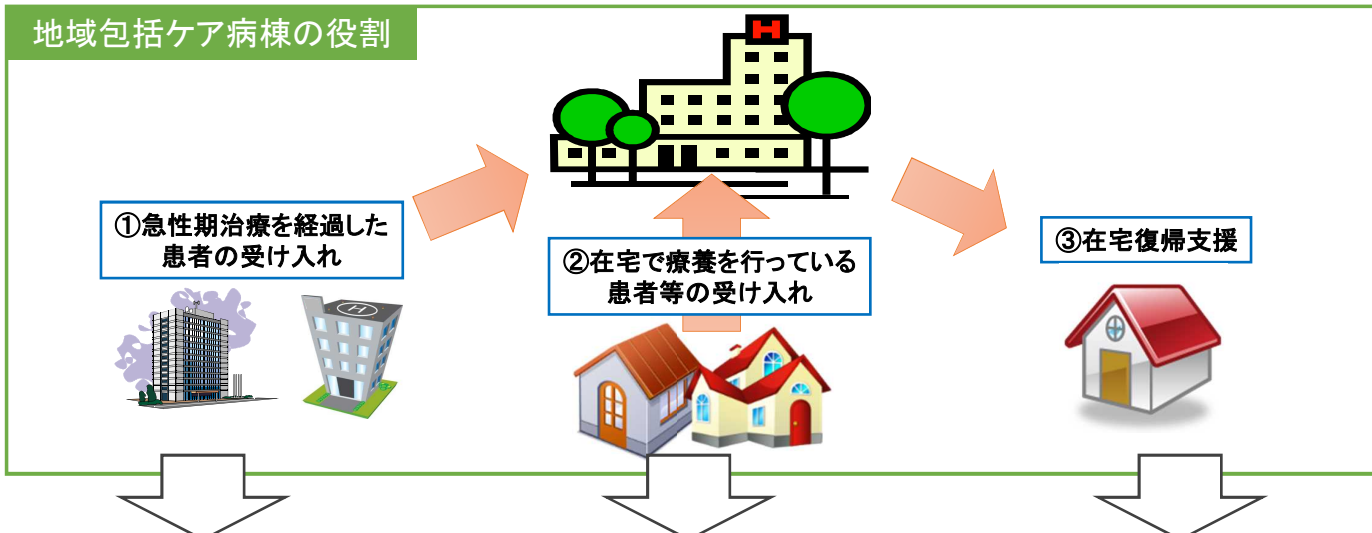 地域包括ケア病棟の役割
H
①急性期治療を経過した
患者の受け入れ
②在宅で療養を行っている
患者等の受け入れ
③在宅復帰支援
H